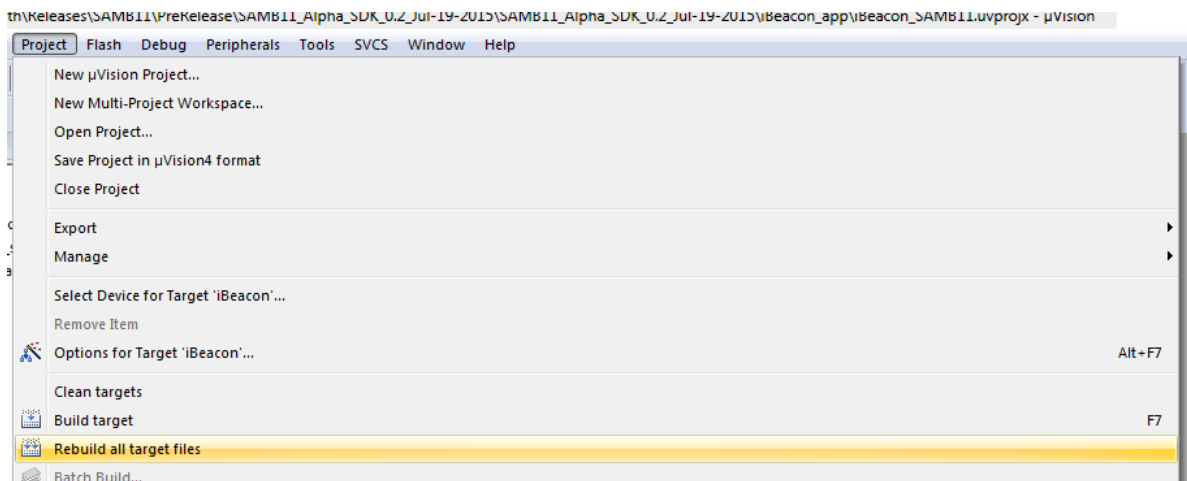 th\Releases\SAMB11\PreRelease\SAMB11_Alpha_SDK_0.2_Jul-19-2015\SAMB11_Alpha_SDK_0.2_Jul-19-2015\iBeacon_app\iBeacon_SAMB11.uvprojx - µVision
Project Flash Debug Peripherals Tools SVCS Window Help
New µVision Project...
New Multi-Project Workspace...
Open Project...
Save Project in µVision4 format
Close Project
Export
Manage
Select Device for Target 'iBeacon'...
Remove Item
Options for Target 'iBeacon'... Alt+F7
Clean targets
Build target F7
Rebuild all target files
Batch Build...